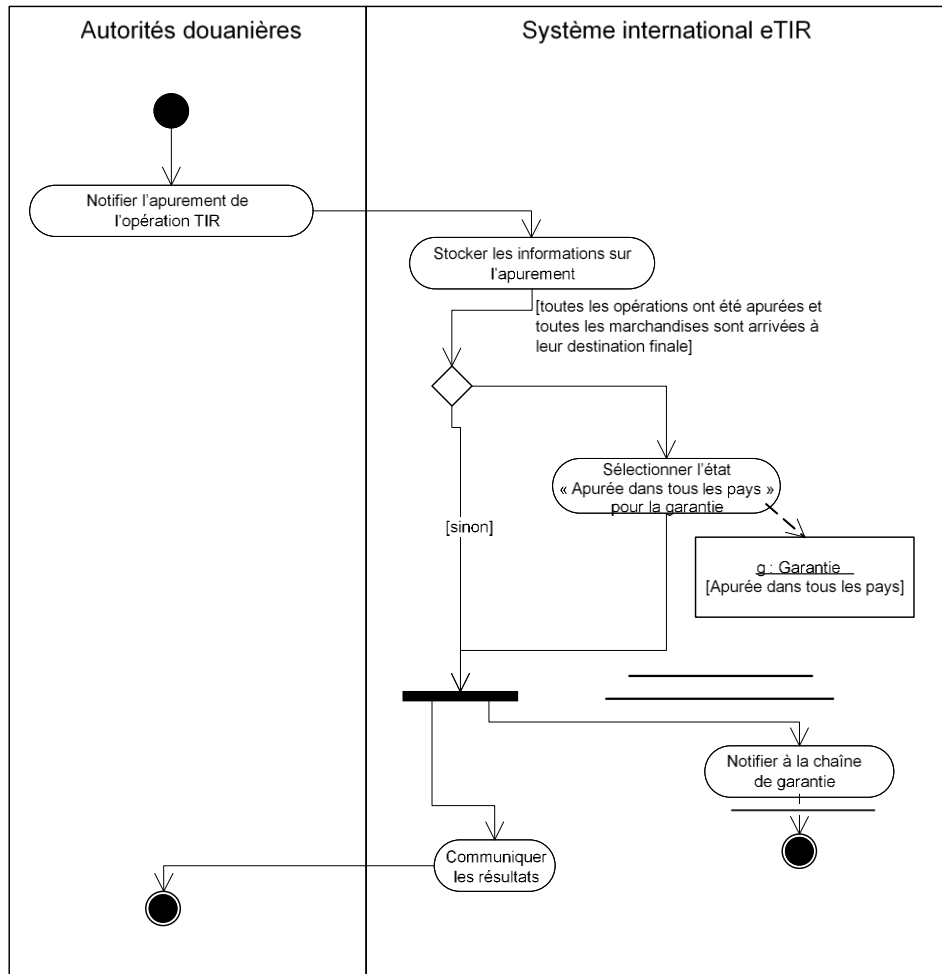 Autorités douanières
Système international eTIR
Notifier l'apurement de
l'opération TIR
Stocker les informations sur
l'apurement
[toutes les opérations ont été apurées et
toutes les marchandises sont arrivées à
leur destination finale]
Sélectionner l'état
« Apurée dans tous les pays »
pour la garantie
[sinon]
g : Garantie
[Apurée dans tous les pays]
Notifier à la chaîne
de garantie
Communiquer
les résultats